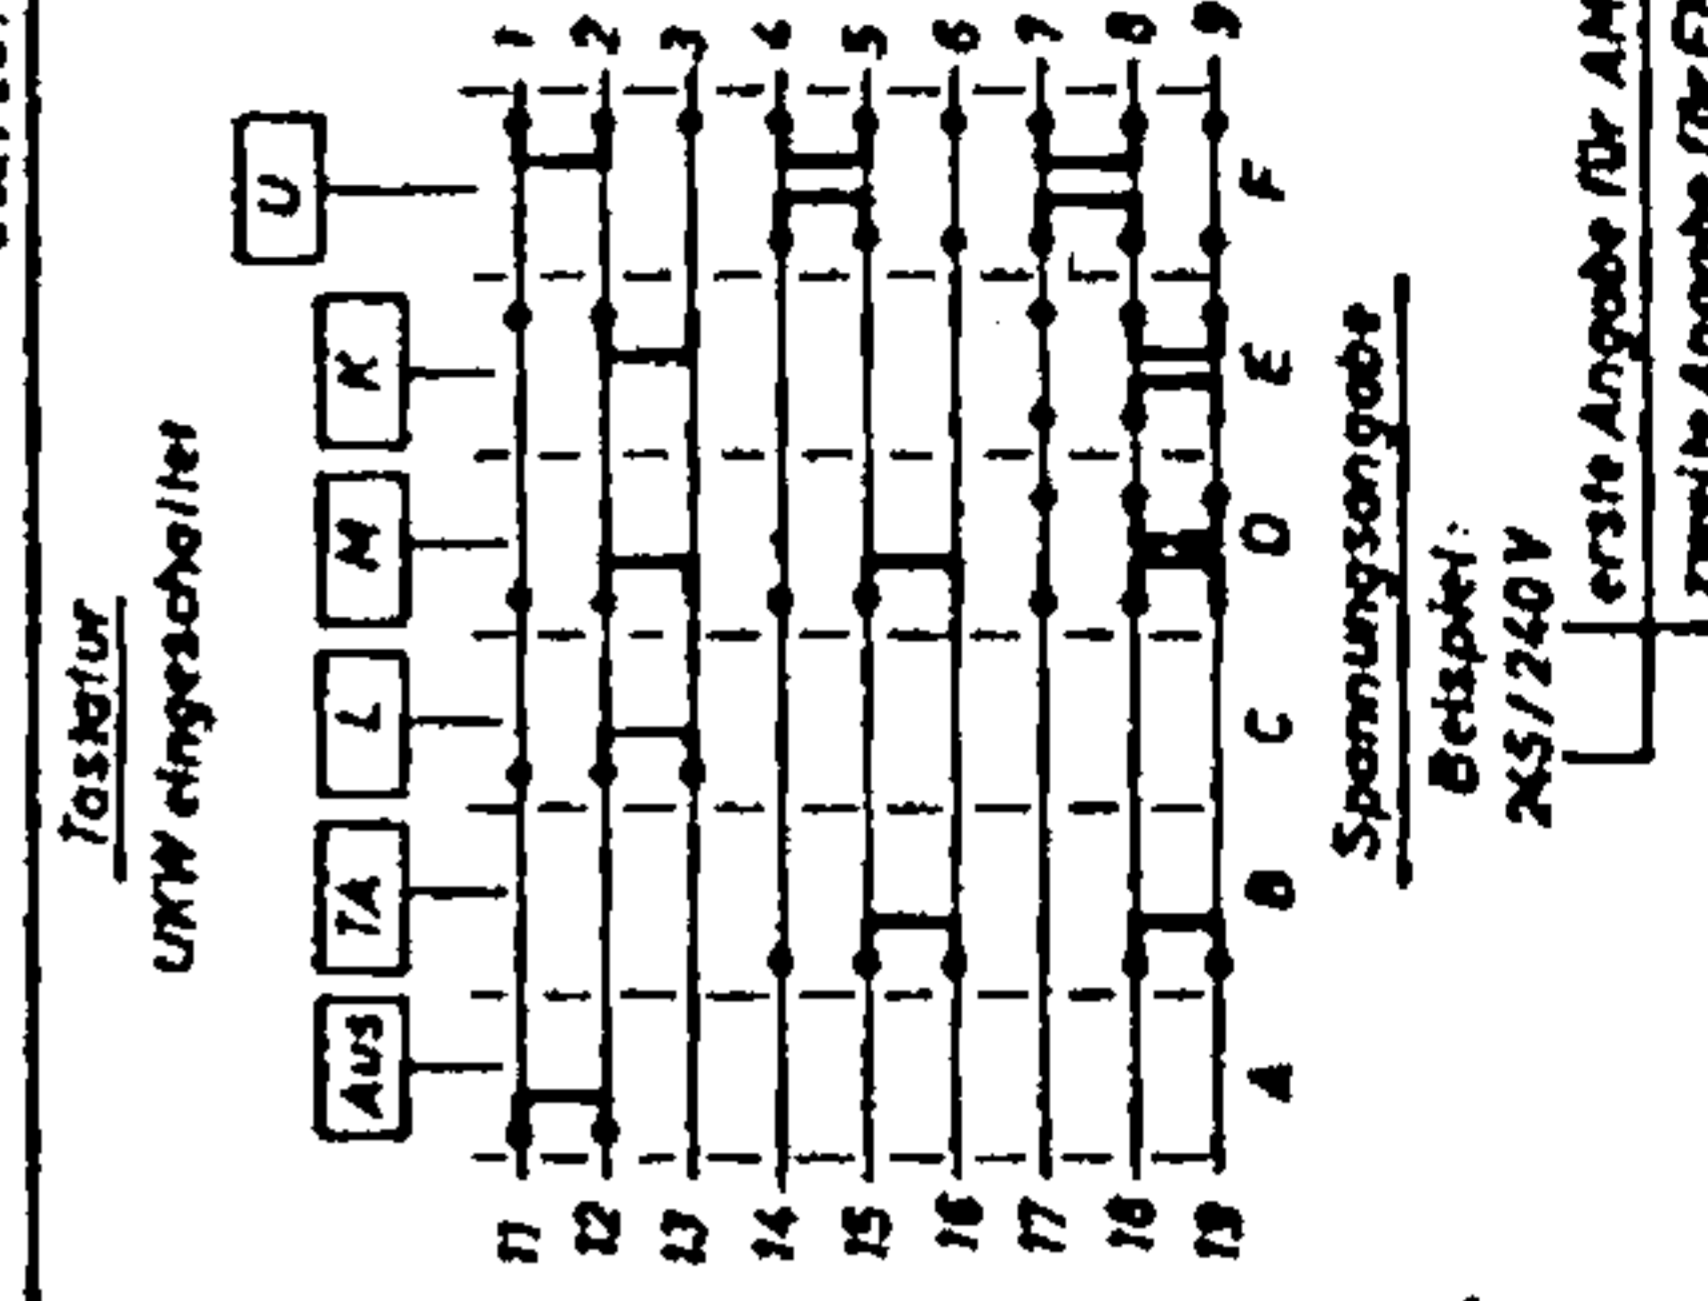 Tastatur
UKW eingeschaltet
Aus TA L M K U
11 1
12 2
13 3
14 4
15 5
16 6
17 7
18 8
19 9
A B C D E F
Spannungsangabe
Beispiel:
245/240V
erste Angabe für AM